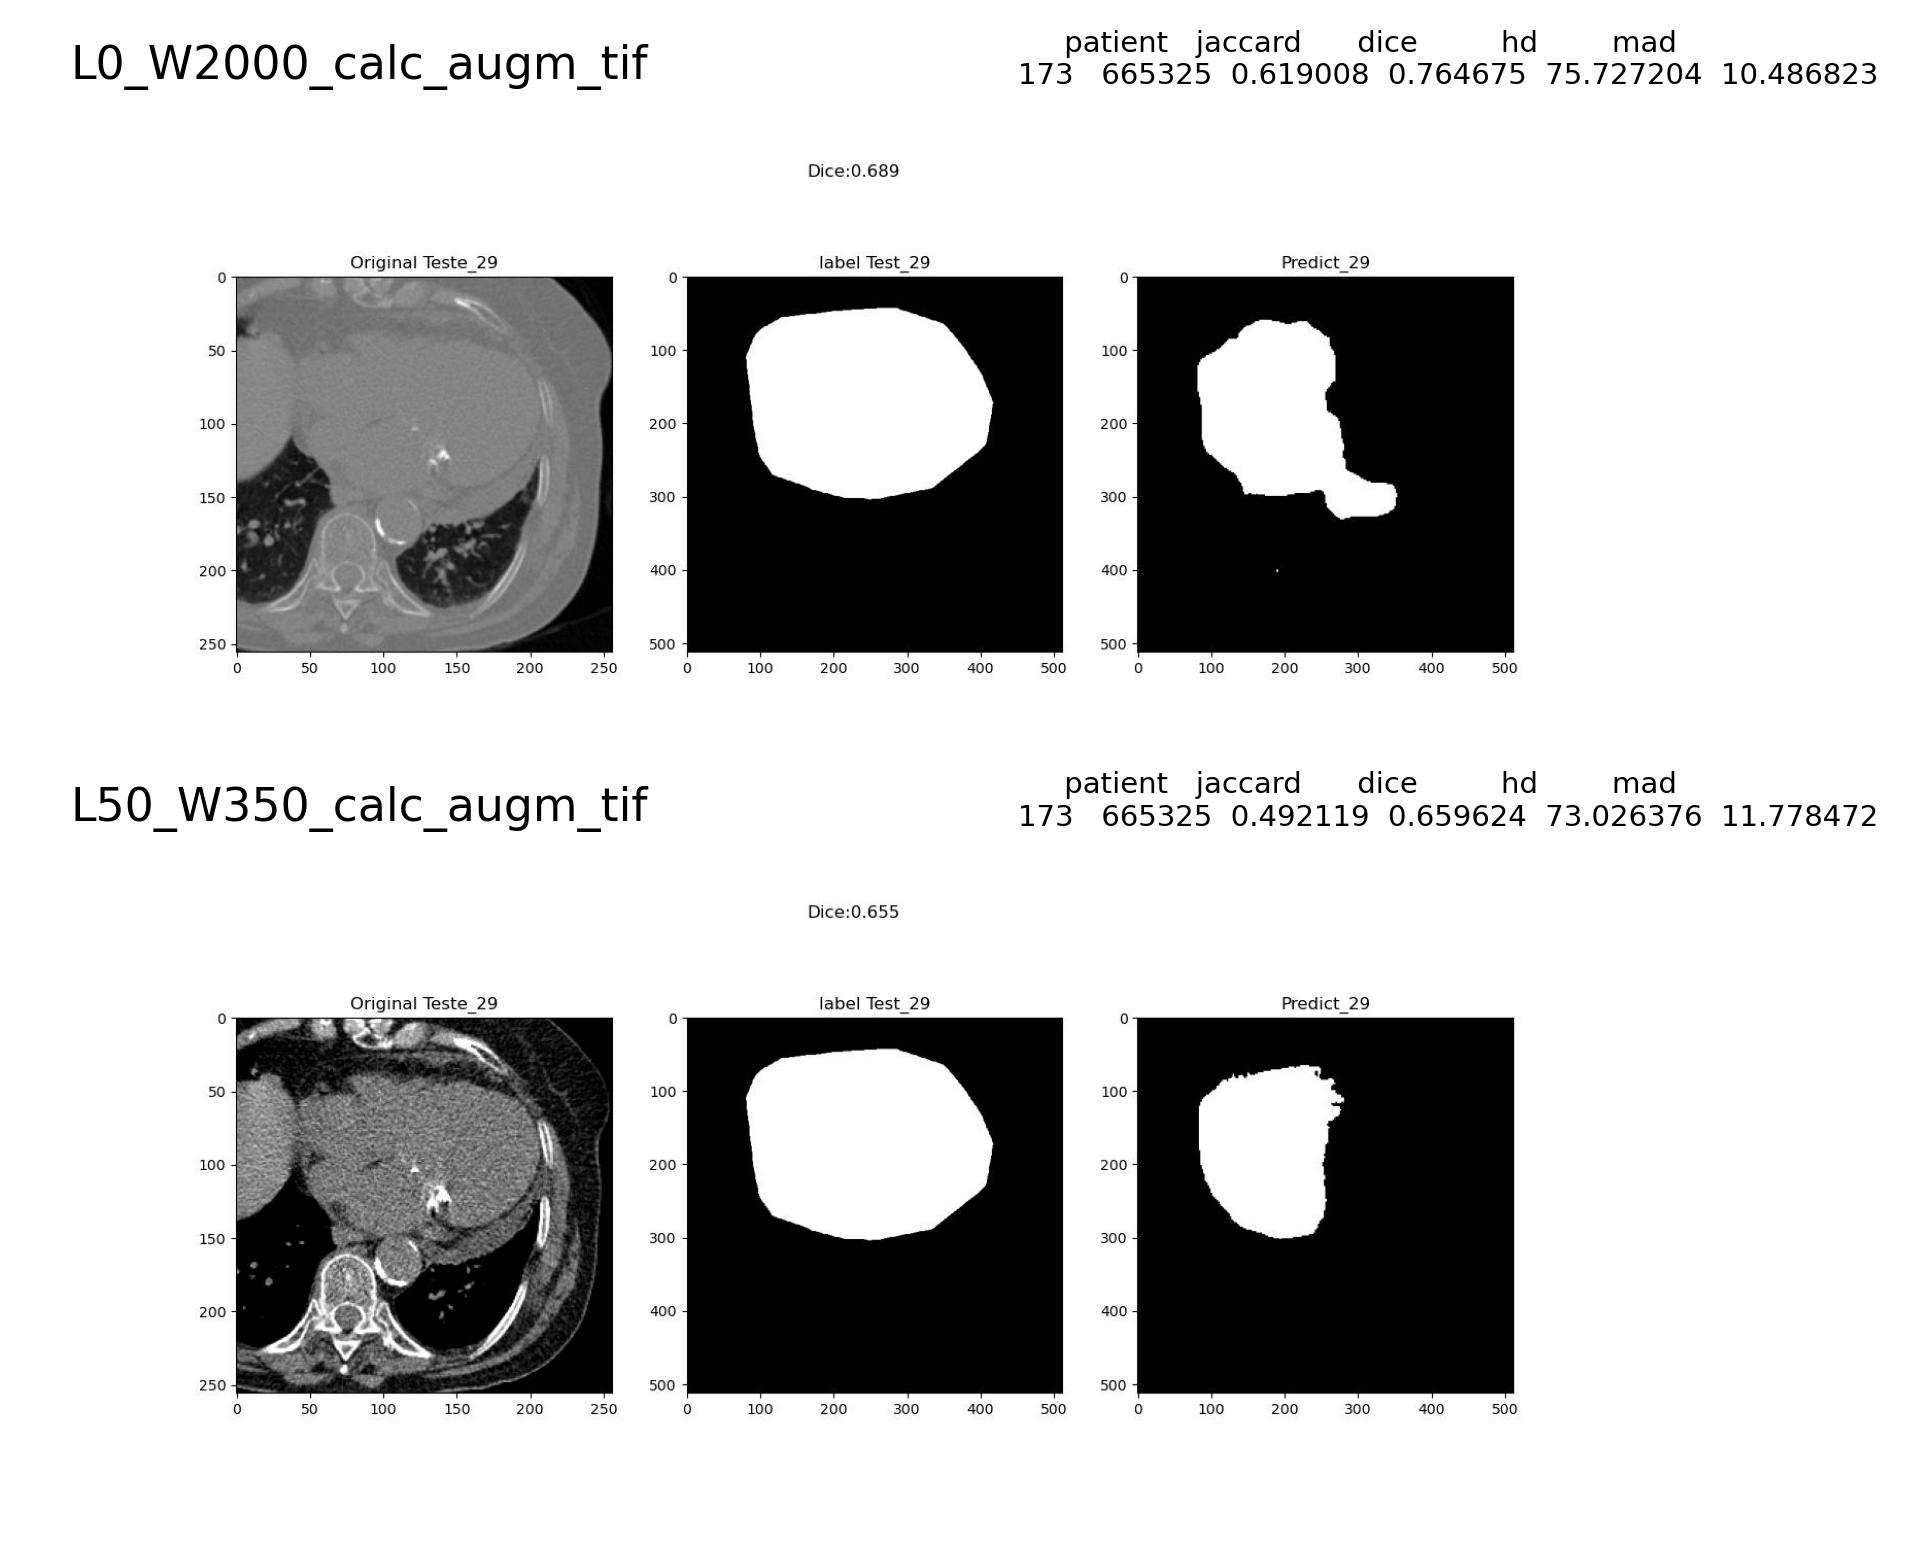 L0_W2000_calc_augm_tif
patient jaccard dice hd mad
173 665325 0.619008 0.764675 75.727204 10.486823
Dice:0.689
Original Teste_29
label Test_29
Predict_29
0
50
100
150
200
250
0 50 100 150 200 250
0
100
200
300
400
500
0 100 200 300 400 500
0
100
200
300
400
500
0 100 200 300 400 500
L50_W350_calc_augm_tif
patient jaccard dice hd mad
173 665325 0.492119 0.659624 73.026376 11.778472
Dice:0.655
Original Teste_29
label Test_29
Predict_29
0
50
100
150
200
250
0 50 100 150 200 250
0
100
200
300
400
500
0 100 200 300 400 500
0
100
200
300
400
500
0 100 200 300 400 500